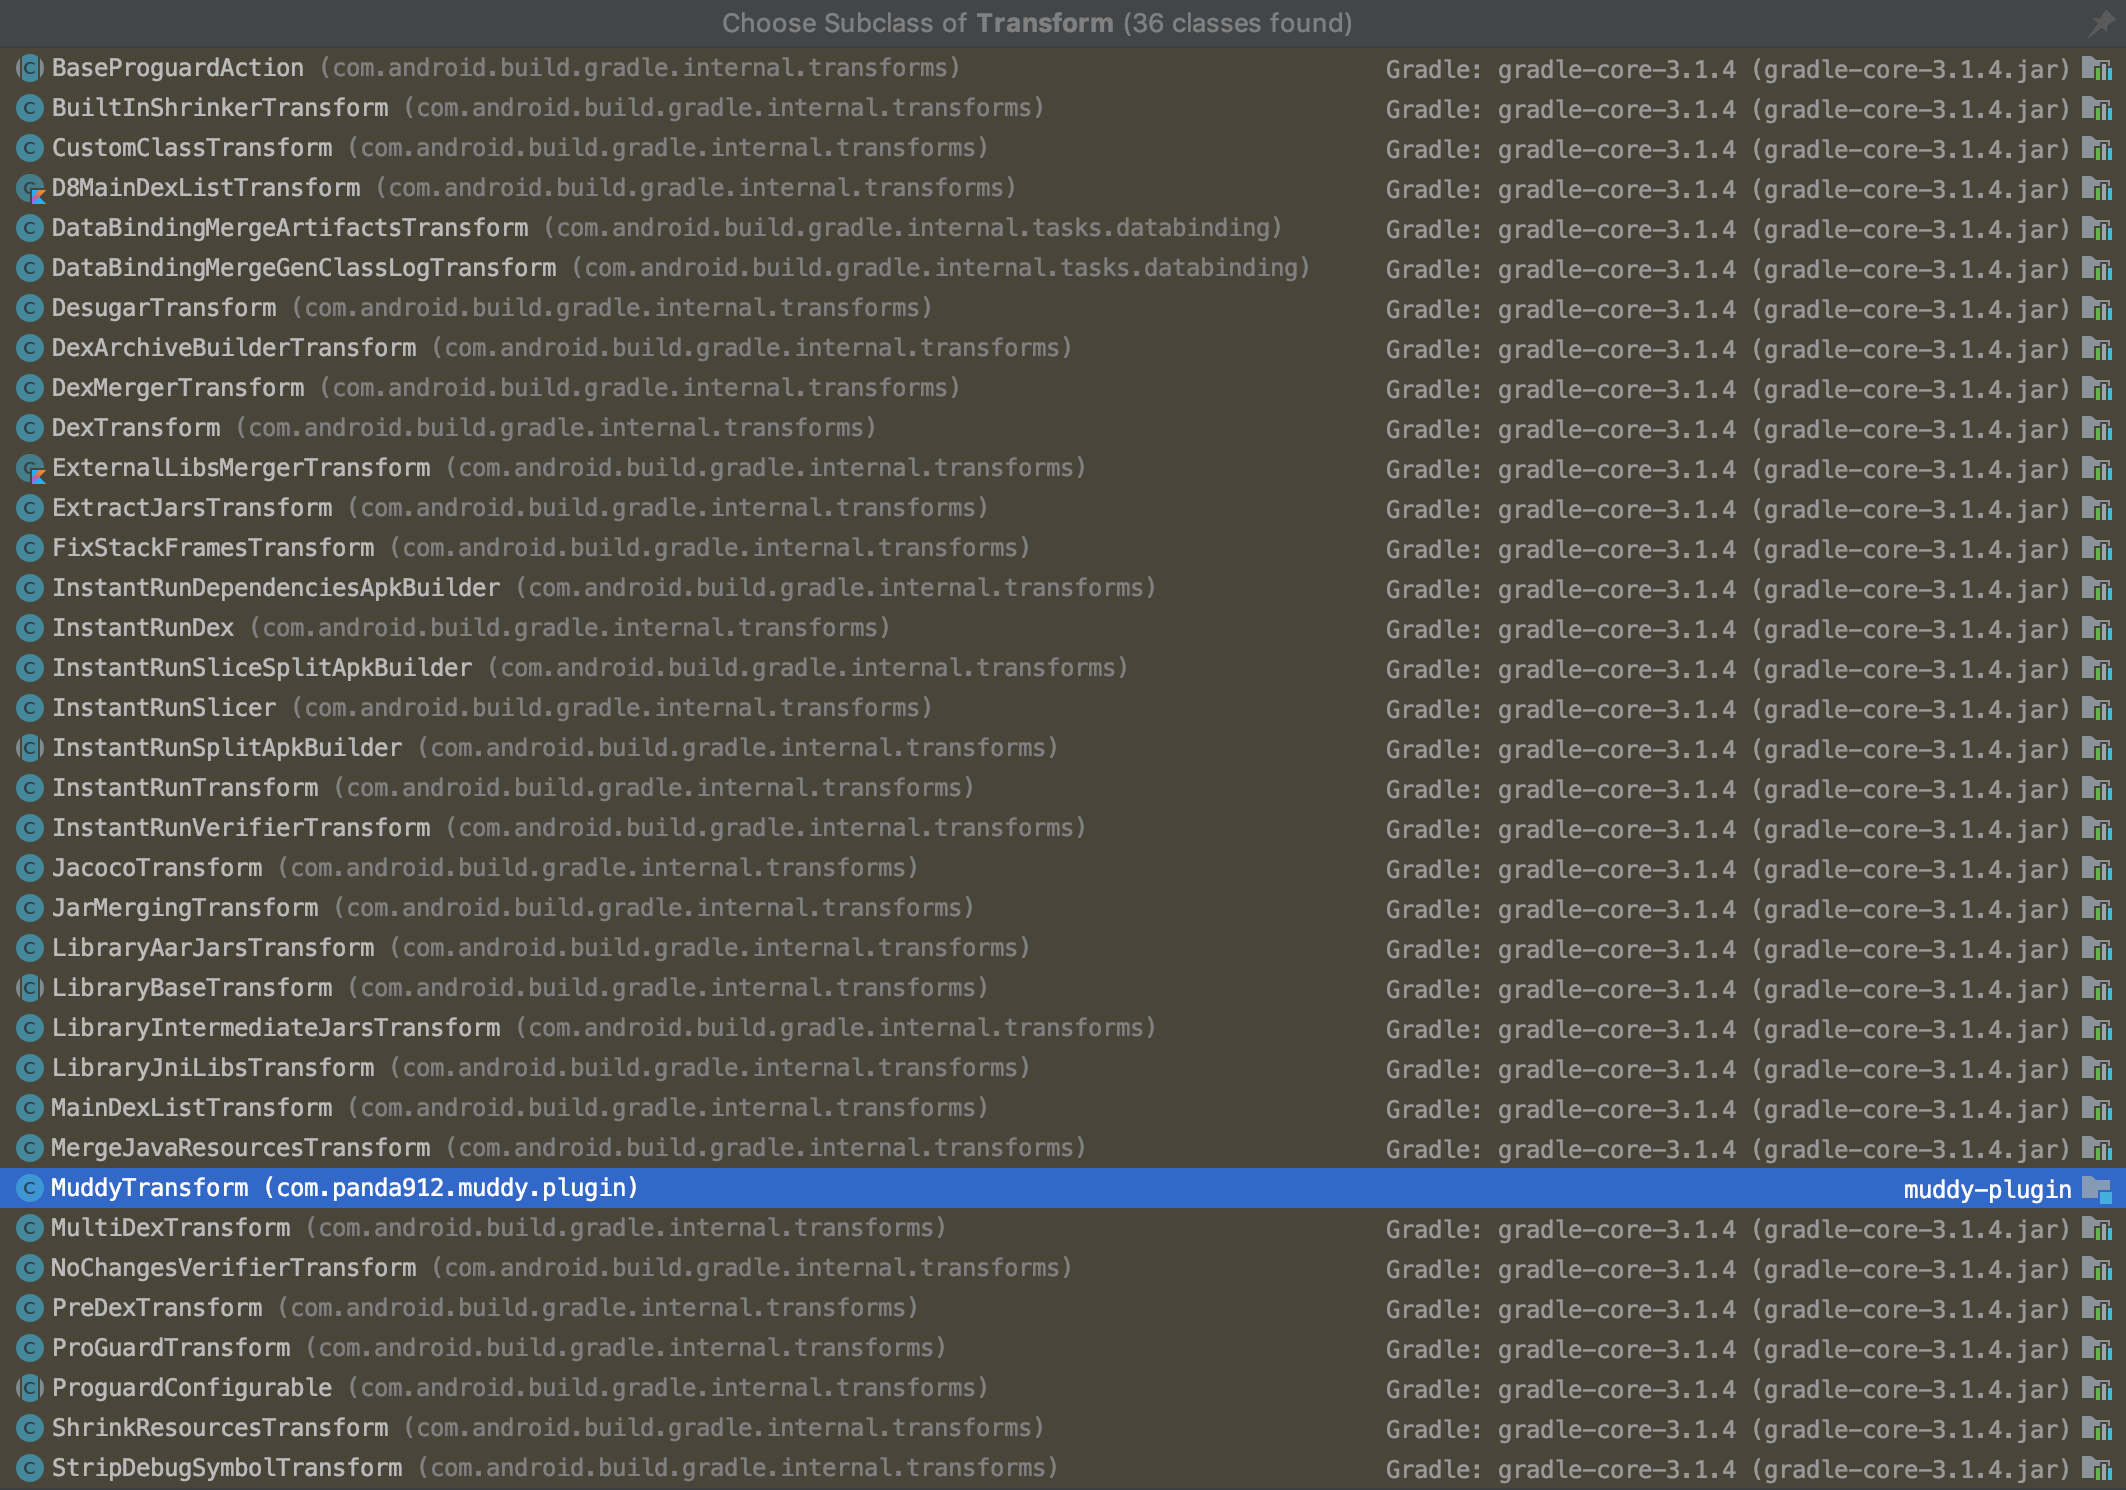 Choose Subclass of Transform (36 classes found)
BaseProguardAction (com.android.build.gradle.internal.transforms) Gradle: gradle-core-3.1.4 (gradle-core-3.1.4.jar)
BuiltInShrinkerTransform (com.android.build.gradle.internal.transforms) Gradle: gradle-core-3.1.4 (gradle-core-3.1.4.jar)
CustomClassTransform (com.android.build.gradle.internal.transforms) Gradle: gradle-core-3.1.4 (gradle-core-3.1.4.jar)
D8MainDexListTransform (com.android.build.gradle.internal.transforms) Gradle: gradle-core-3.1.4 (gradle-core-3.1.4.jar)
DataBindingMergeArtifactsTransform (com.android.build.gradle.internal.tasks.databinding) Gradle: gradle-core-3.1.4 (gradle-core-3.1.4.jar)
DataBindingMergeGenClassLogTransform (com.android.build.gradle.internal.tasks.databinding) Gradle: gradle-core-3.1.4 (gradle-core-3.1.4.jar)
DesugarTransform (com.android.build.gradle.internal.transforms) Gradle: gradle-core-3.1.4 (gradle-core-3.1.4.jar)
DexArchiveBuilderTransform (com.android.build.gradle.internal.transforms) Gradle: gradle-core-3.1.4 (gradle-core-3.1.4.jar)
DexMergerTransform (com.android.build.gradle.internal.transforms) Gradle: gradle-core-3.1.4 (gradle-core-3.1.4.jar)
DexTransform (com.android.build.gradle.internal.transforms) Gradle: gradle-core-3.1.4 (gradle-core-3.1.4.jar)
ExternalLibsMergerTransform (com.android.build.gradle.internal.transforms) Gradle: gradle-core-3.1.4 (gradle-core-3.1.4.jar)
ExtractJarsTransform (com.android.build.gradle.internal.transforms) Gradle: gradle-core-3.1.4 (gradle-core-3.1.4.jar)
FixStackFramesTransform (com.android.build.gradle.internal.transforms) Gradle: gradle-core-3.1.4 (gradle-core-3.1.4.jar)
InstantRunDependenciesApkBuilder (com.android.build.gradle.internal.transforms) Gradle: gradle-core-3.1.4 (gradle-core-3.1.4.jar)
InstantRunDex (com.android.build.gradle.internal.transforms) Gradle: gradle-core-3.1.4 (gradle-core-3.1.4.jar)
InstantRunSliceSplitApkBuilder (com.android.build.gradle.internal.transforms) Gradle: gradle-core-3.1.4 (gradle-core-3.1.4.jar)
InstantRunSlicer (com.android.build.gradle.internal.transforms) Gradle: gradle-core-3.1.4 (gradle-core-3.1.4.jar)
InstantRunSplitApkBuilder (com.android.build.gradle.internal.transforms) Gradle: gradle-core-3.1.4 (gradle-core-3.1.4.jar)
InstantRunTransform (com.android.build.gradle.internal.transforms) Gradle: gradle-core-3.1.4 (gradle-core-3.1.4.jar)
InstantRunVerifierTransform (com.android.build.gradle.internal.transforms) Gradle: gradle-core-3.1.4 (gradle-core-3.1.4.jar)
JacocoTransform (com.android.build.gradle.internal.transforms) Gradle: gradle-core-3.1.4 (gradle-core-3.1.4.jar)
JarMergingTransform (com.android.build.gradle.internal.transforms) Gradle: gradle-core-3.1.4 (gradle-core-3.1.4.jar)
LibraryAarJarsTransform (com.android.build.gradle.internal.transforms) Gradle: gradle-core-3.1.4 (gradle-core-3.1.4.jar)
LibraryBaseTransform (com.android.build.gradle.internal.transforms) Gradle: gradle-core-3.1.4 (gradle-core-3.1.4.jar)
LibraryIntermediateJarsTransform (com.android.build.gradle.internal.transforms) Gradle: gradle-core-3.1.4 (gradle-core-3.1.4.jar)
LibraryJniLibsTransform (com.android.build.gradle.internal.transforms) Gradle: gradle-core-3.1.4 (gradle-core-3.1.4.jar)
MainDexListTransform (com.android.build.gradle.internal.transforms) Gradle: gradle-core-3.1.4 (gradle-core-3.1.4.jar)
MergeJavaResourcesTransform (com.android.build.gradle.internal.transforms) Gradle: gradle-core-3.1.4 (gradle-core-3.1.4.jar)
MuddyTransform (com.panda912.muddy.plugin) muddy-plugin
MultiDexTransform (com.android.build.gradle.internal.transforms) Gradle: gradle-core-3.1.4 (gradle-core-3.1.4.jar)
NoChangesVerifierTransform (com.android.build.gradle.internal.transforms) Gradle: gradle-core-3.1.4 (gradle-core-3.1.4.jar)
PreDexTransform (com.android.build.gradle.internal.transforms) Gradle: gradle-core-3.1.4 (gradle-core-3.1.4.jar)
ProGuardTransform (com.android.build.gradle.internal.transforms) Gradle: gradle-core-3.1.4 (gradle-core-3.1.4.jar)
ProguardConfigurable (com.android.build.gradle.internal.transforms) Gradle: gradle-core-3.1.4 (gradle-core-3.1.4.jar)
ShrinkResourcesTransform (com.android.build.gradle.internal.transforms) Gradle: gradle-core-3.1.4 (gradle-core-3.1.4.jar)
StripDebugSymbolTransform (com.android.build.gradle.internal.transforms) Gradle: gradle-core-3.1.4 (gradle-core-3.1.4.jar)